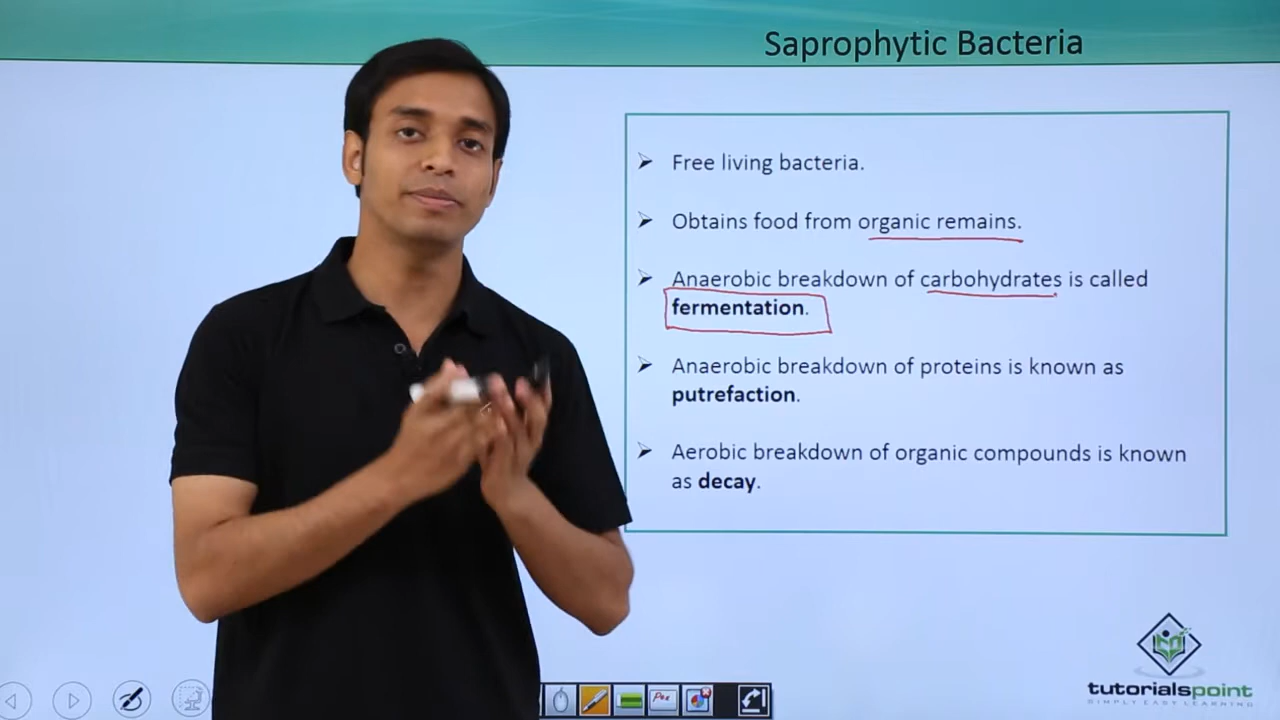 Saprophytic Bacteria
Free living bacteria.
Obtains food from organic remains.
Anaerobic breakdown of carbohydrates is called
fermentation.
Anaerobic breakdown of proteins is known as
putrefaction.
Aerobic breakdown of organic compounds is known
as decay.
tutorialspoint
SIMPLY EASY LEARNING